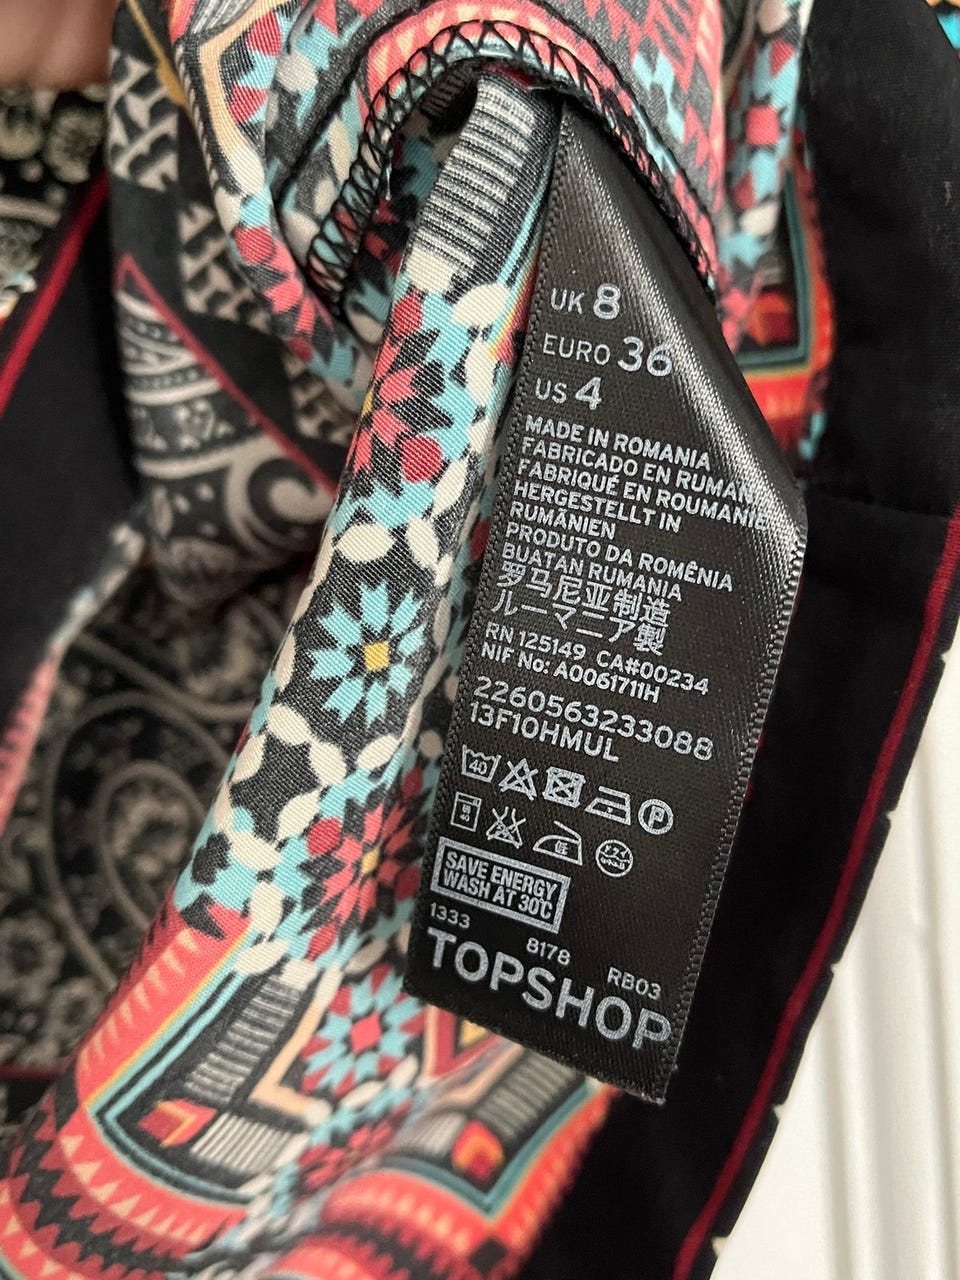 UK 8
EURO 36
US 4
MADE IN ROMANIA
FABRICADO EN RUMAN
FABRIQUÉ EN ROUMANIE
HERGESTELLT IN
RUMÄNIEN
PRODUTO DA ROMÊNIA
BUATAN RUMANIA
罗马尼亚制造
ルーマニア製
RN 125149 CA#00234
NIF No: A0061711H
2260563233088
13F10HMUL
40 P
SAVE ENERGY
WASH AT 30°C
1333 8178 RB03
TOPSHOP